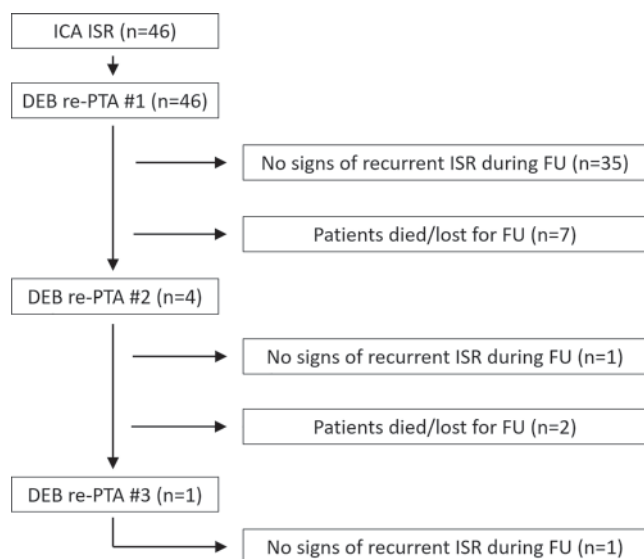 ICA ISR (n=46)
DEB re-PTA #1 (n=46)
No signs of recurrent ISR during FU (n=35)
Patients died/lost for FU (n=7)
DEB re-PTA #2 (n=4)
No signs of recurrent ISR during FU (n=1)
Patients died/lost for FU (n=2)
DEB re-PTA #3 (n=1)
No signs of recurrent ISR during FU (n=1)